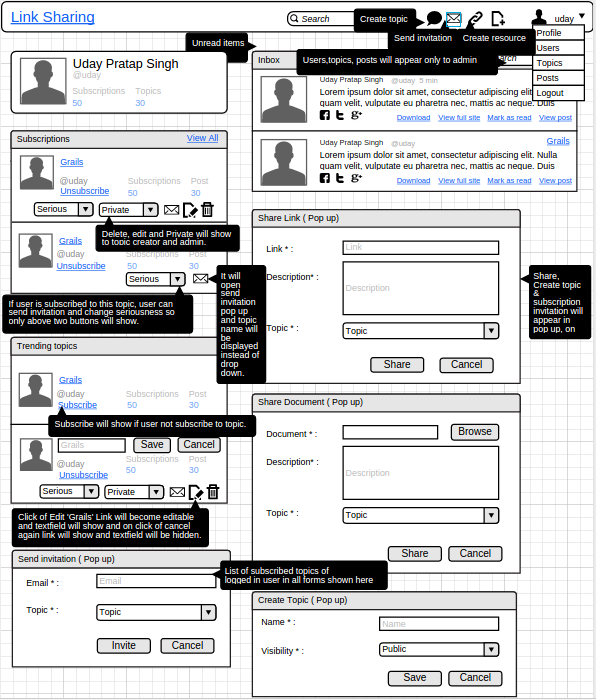 Link Sharing
Search
Create topic
uday
Send invitation
Create resource
Profile
Users
Topics
Posts
Logout
Unread items
Users,topics, posts will appear only to admin
Uday Pratap Singh
@uday
Subscriptions Topics
50 30
Inbox
Uday Pratap Singh @uday 5 min
Lorem ipsum dolor sit amet, consectetur adipiscing elit.
quam velit, vulputate eu pharetra nec, mattis ac neque. Duis
Download View full site Mark as read View post
Uday Pratap Singh @uday Grails
Lorem ipsum dolor sit amet, consectetur adipiscing elit. Nulla
quam velit, vulputate eu pharetra nec, mattis ac neque. Duis
Download View full site Mark as read View post
Subscriptions View All
Grails
@uday Subscriptions Post
Unsubscribe 50 30
Serious Private
Delete, edit and Private will show
to topic creator and admin.
Grails
@uday Subscriptions Post
Unsubscribe 50 30
Serious
If user is subscribed to this topic, user can
send invitation and change seriousness so
only above two buttons will show.
It will
open
send
invitation
pop up
and topic
name will
be
displayed
instead of
drop
down.
Trending topics
Grails
@uday Subscriptions Post
Subscribe 50 30
Subscribe will show if user not subscribe to topic.
Grails Save Cancel
@uday Subscriptions Post
Unsubscribe 50 30
Serious Private
Click of Edit 'Grails' Link will become editable
and textfield will show and on click of cancel
again link will show and textfield will be hidden.
Send invitation ( Pop up)
Email * : Email
Topic * : Topic
Invite Cancel
List of subscribed topics of
logged in user in all forms shown here
Share Link ( Pop up)
Link * : Link
Description* : Description
Topic * : Topic
Share Cancel
Share,
Create topic
&
subscription
invitation will
appear in
pop up, on
Share Document ( Pop up)
Document * : Browse
Description* : Description
Topic * : Topic
Share Cancel
Create Topic ( Pop up)
Name * : Name
Visibility * : Public
Save Cancel